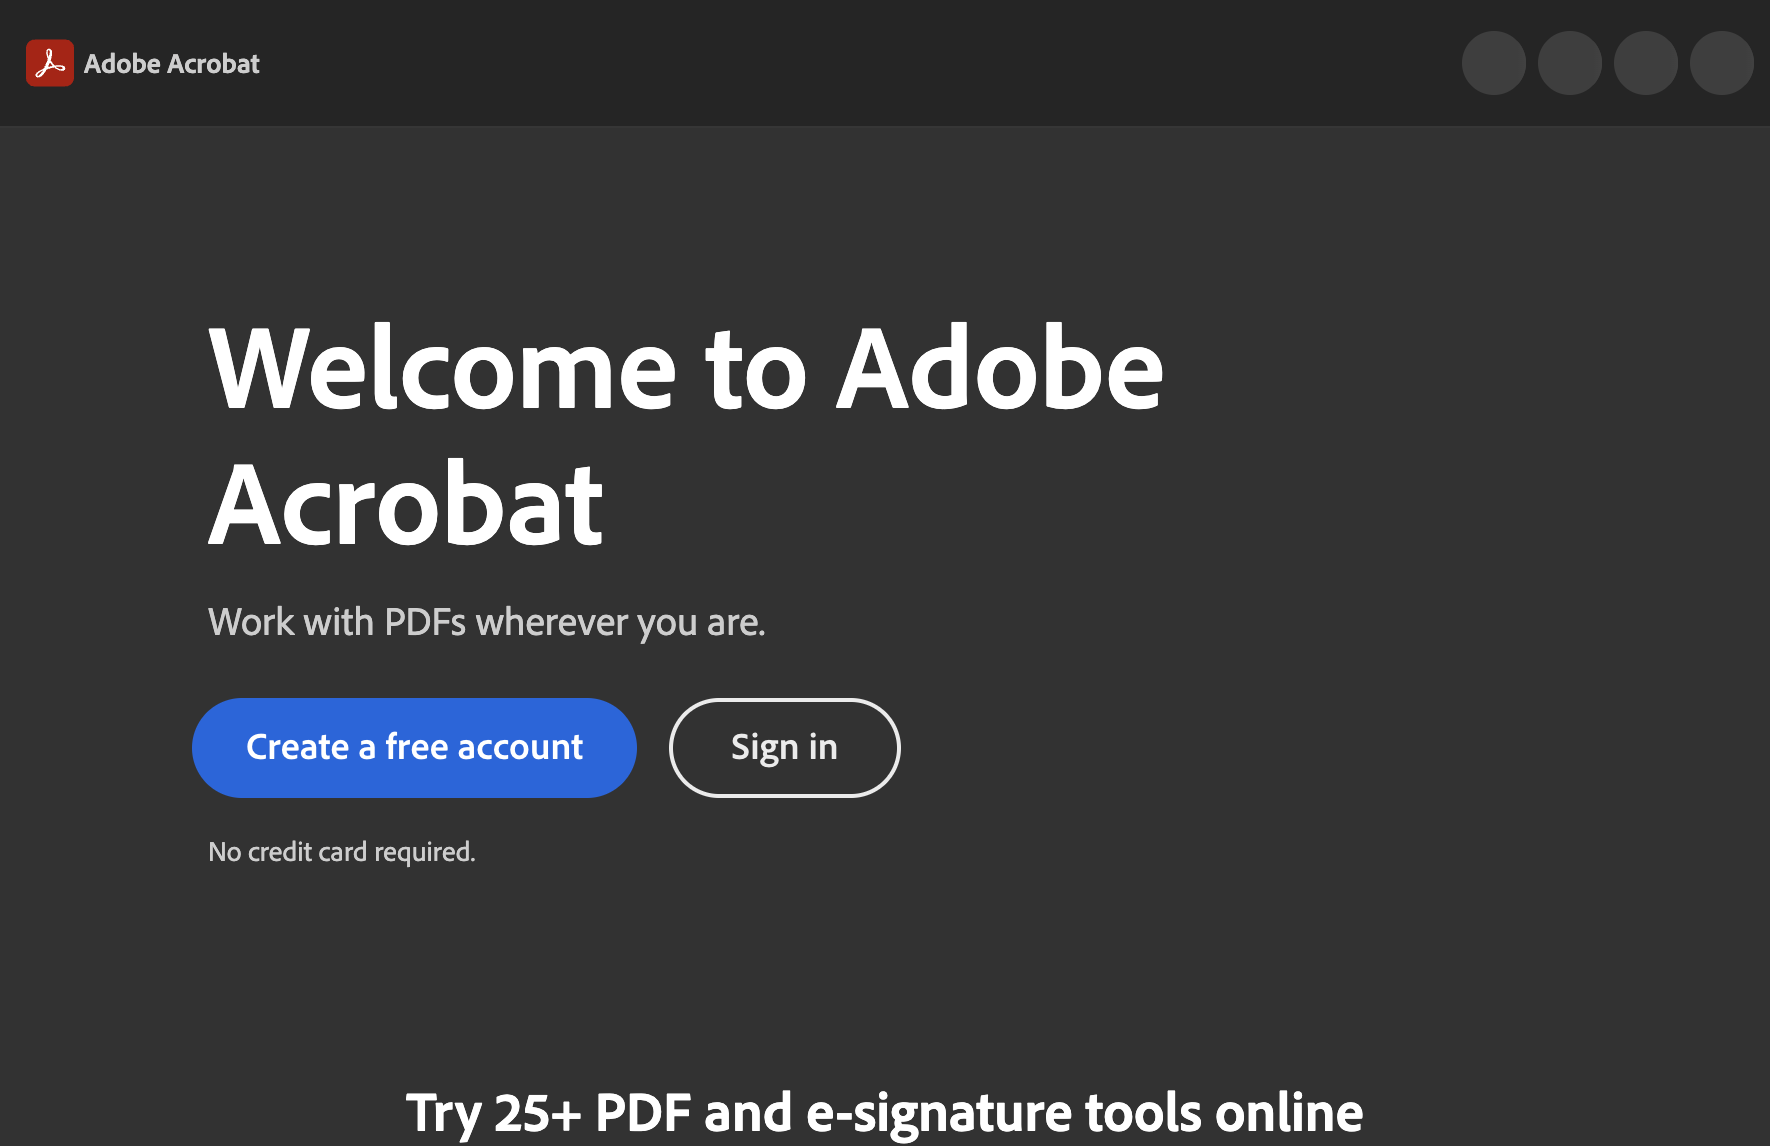 Adobe Acrobat
Welcome to Adobe
Acrobat
Work with PDFs wherever you are.
Create a free account
Sign in
No credit card required.
Try 25+ PDF and e-signature tools online